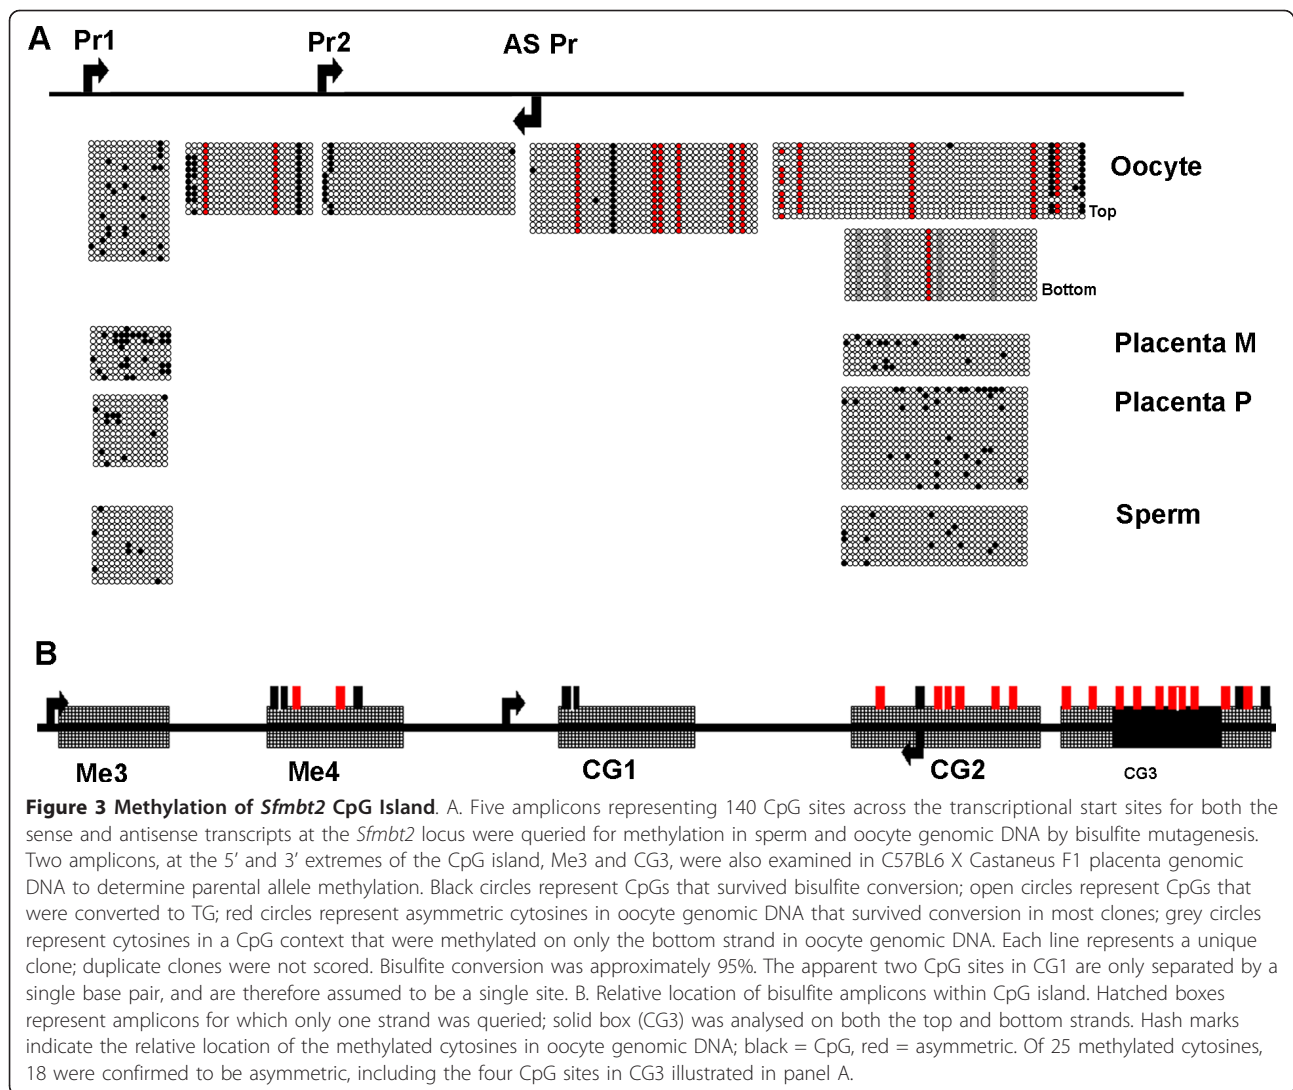 A Pr1 Pr2 AS Pr
Oocyte
Top
Bottom
Placenta M
Placenta P
Sperm
B
Me3 Me4 CG1 CG2 CG3
Figure 3 Methylation of Sfmbt2 CpG Island. A. Five amplicons representing 140 CpG sites across the transcriptional start sites for both the
sense and antisense transcripts at the Sfmbt2 locus were queried for methylation in sperm and oocyte genomic DNA by bisulfite mutagenesis.
Two amplicons, at the 5′ and 3′ extremes of the CpG island, Me3 and CG3, were also examined in C57BL6 X Castaneus F1 placenta genomic
DNA to determine parental allele methylation. Black circles represent CpGs that survived bisulfite conversion; open circles represent CpGs that
were converted to TG; red circles represent asymmetric cytosines in oocyte genomic DNA that survived conversion in most clones; grey circles
represent cytosines in a CpG context that were methylated on only the bottom strand in oocyte genomic DNA. Each line represents a unique
clone; duplicate clones were not scored. Bisulfite conversion was approximately 95%. The apparent two CpG sites in CG1 are only separated by a
single base pair, and are therefore assumed to be a single site. B. Relative location of bisulfite amplicons within CpG island. Hatched boxes
represent amplicons for which only one strand was queried; solid box (CG3) was analysed on both the top and bottom strands. Hash marks
indicate the relative location of the methylated cytosines in oocyte genomic DNA; black = CpG, red = asymmetric. Of 25 methylated cytosines,
18 were confirmed to be asymmetric, including the four CpG sites in CG3 illustrated in panel A.